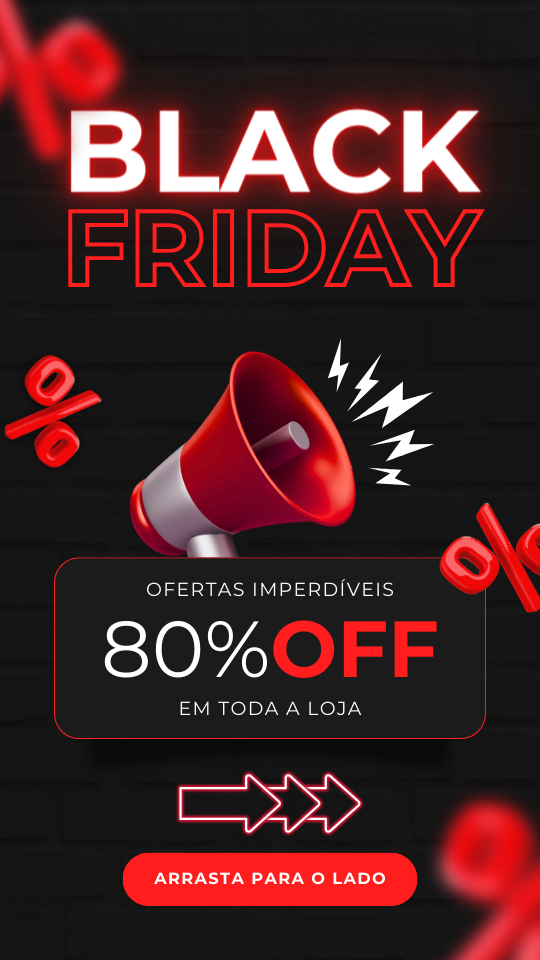 BLACK
FRIDAY
%
%
%
OFERTAS IMPERDÍVEIS
80%OFF
EM TODA A LOJA
ARRASTA PARA O LADO
%